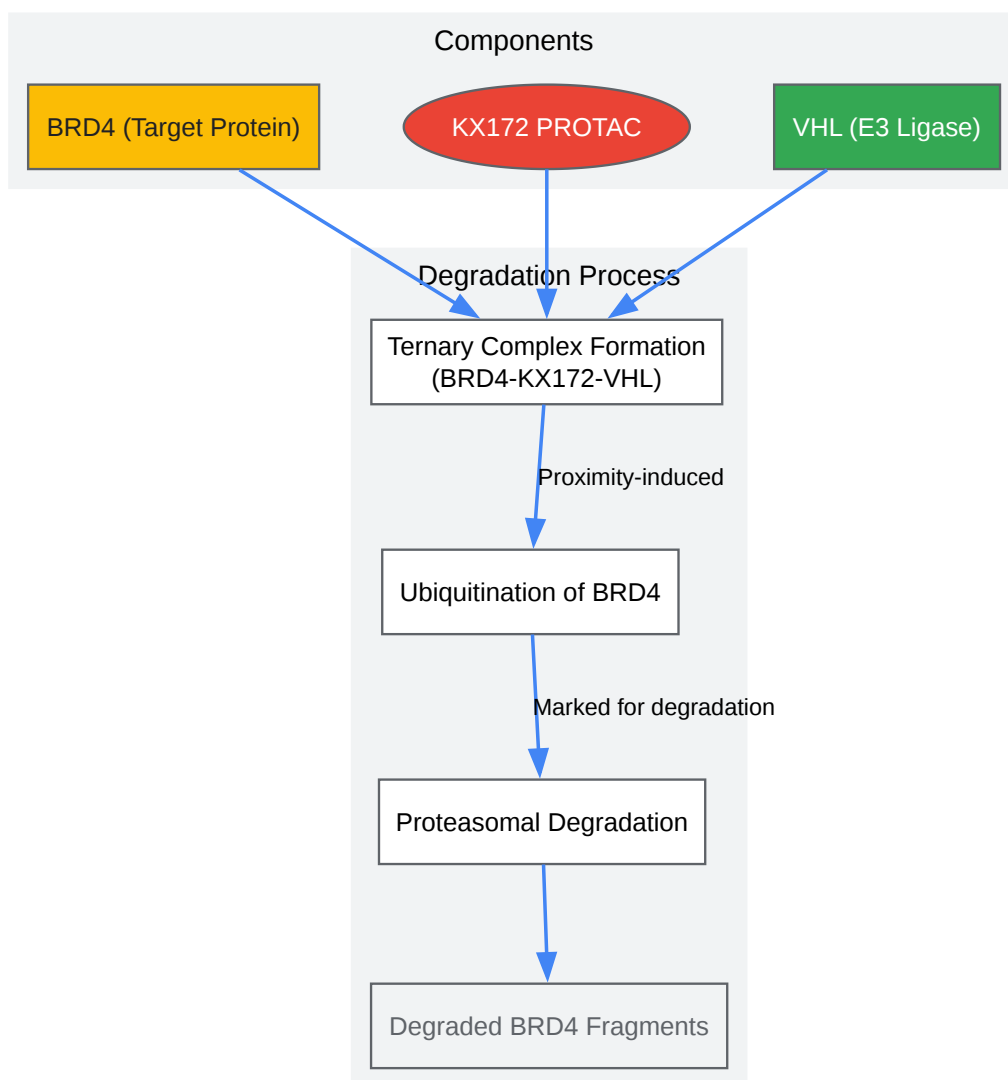 Components
BRD4 (Target Protein)
KX172 PROTAC
VHL (E3 Ligase)
Degradation Process
Ternary Complex Formation
(BRD4-KX172-VHL)
Proximity-induced
Ubiquitination of BRD4
Marked for degradation
Proteasomal Degradation
Degraded BRD4 Fragments